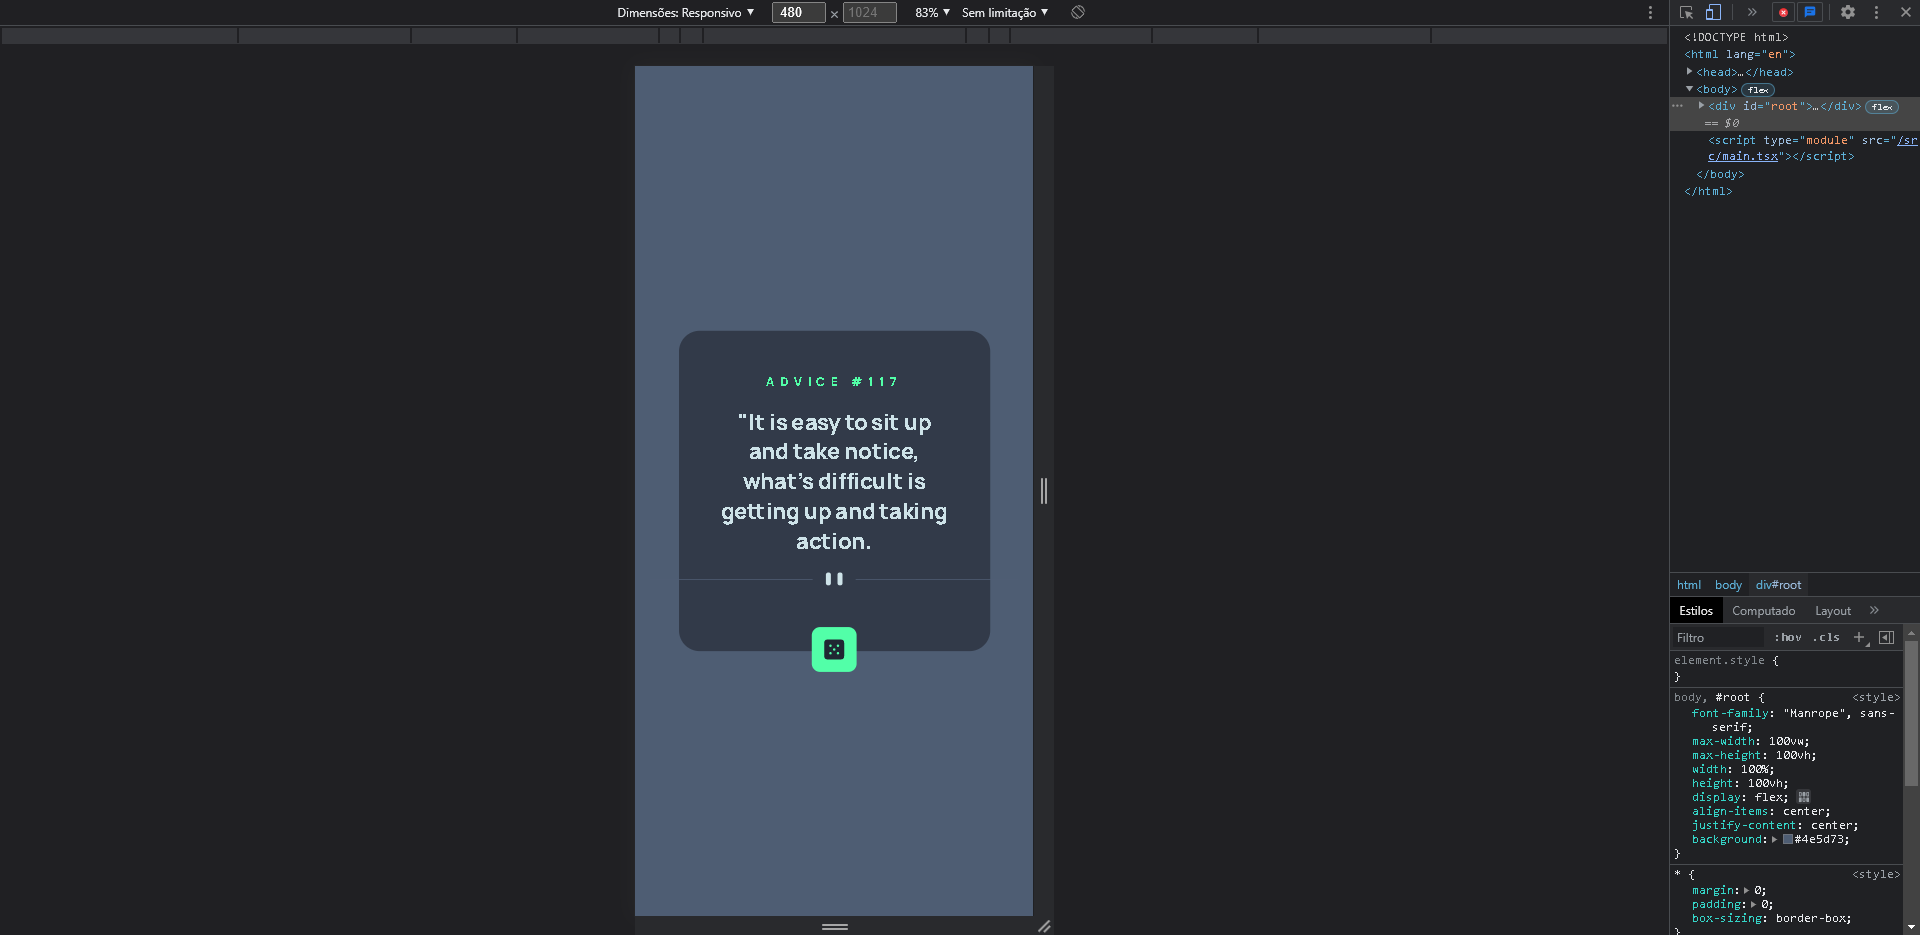 Dimensões: Responsivo ▼ 480 × 1024 83% ▼ Sem limitação ▼
ADVICE #117
"It is easy to sit up
and take notice,
what's difficult is
getting up and taking
action.
<!DOCTYPE html>
<html lang="en">
<head>…</head>
<body> flex
<div id="root">…</div> flex
== $0
<script type="module" src="/sr
c/main.tsx"></script>
</body>
</html>
html body div#root
Estilos Computado Layout »
Filtro :hov .cls +
element.style {
}
body, #root { <style>
font-family: "Manrope", sans-
serif;
max-width: 100vw;
max-height: 100vh;
width: 100%;
height: 100vh;
display: flex;
align-items: center;
justify-content: center;
background: #4e5d73;
}
* { <style>
margin: 0;
padding: 0;
box-sizing: border-box;
}